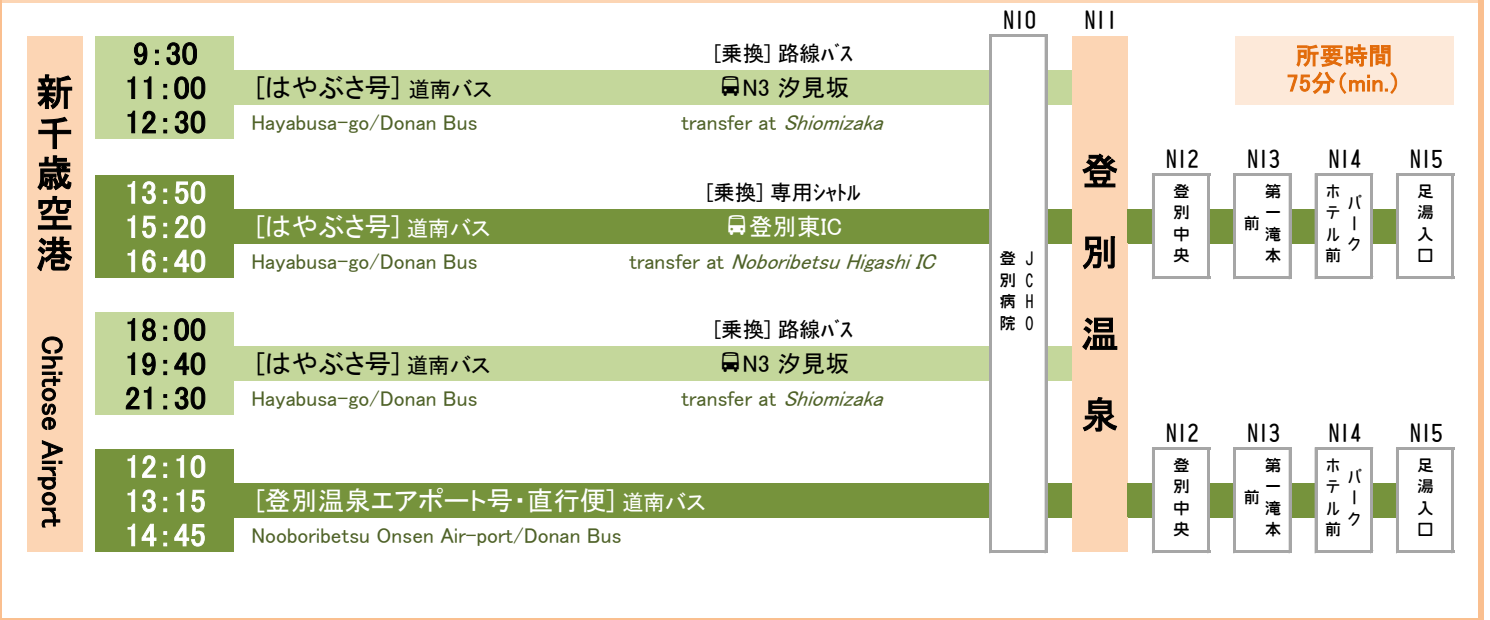 N10 N11
新千歳空港 Chitose Airport
9:30
11:00
12:30
[はやぶさ号] 道南バス
Hayabusa-go/Donan Bus
[乗換] 路線バス
N3 汐見坂
transfer at Shiomizaka
13:50
15:20
16:40
[はやぶさ号] 道南バス
Hayabusa-go/Donan Bus
[乗換] 専用シャトル
登別東IC
transfer at Noboribetsu Higashi IC
18:00
19:40
21:30
[はやぶさ号] 道南バス
Hayabusa-go/Donan Bus
[乗換] 路線バス
N3 汐見坂
transfer at Shiomizaka
12:10
13:15
14:45
[登別温泉エアポート号・直行便] 道南バス
Nooboribetsu Onsen Air-port/Donan Bus
JCHO
登別病院
登別温泉
所要時間
75分(min.)
N12 N13 N14 N15
登別中央
第一滝本
前
パーク
ホテル前
足湯入口
N12 N13 N14 N15
登別中央
第一滝本
前
パーク
ホテル前
足湯入口